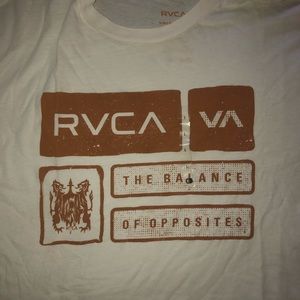 RVCA
RVCA VA
THE BALANCE
OF OPPOSITES